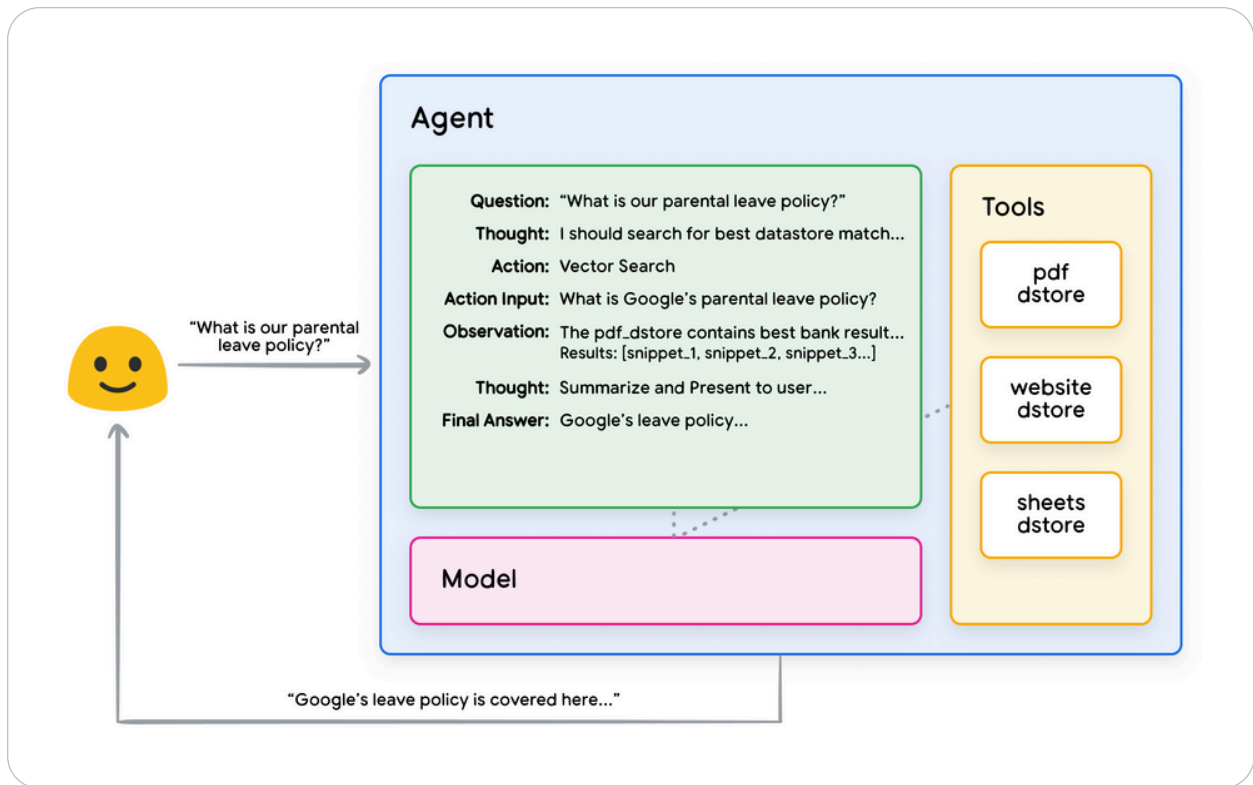 Agent
Question: “What is our parental leave policy?”
Thought: I should search for best datastore match...
Action: Vector Search
Action Input: What is Google’s parental leave policy?
Observation: The pdf_dstore contains best bank result...
Results: [snippet_1, snippet_2, snippet_3...]
Thought: Summarize and Present to user...
Final Answer: Google’s leave policy...
Tools
pdf
dstore
website
dstore
sheets
dstore
“What is our parental
leave policy?”
Model
“Google’s leave policy is covered here...”